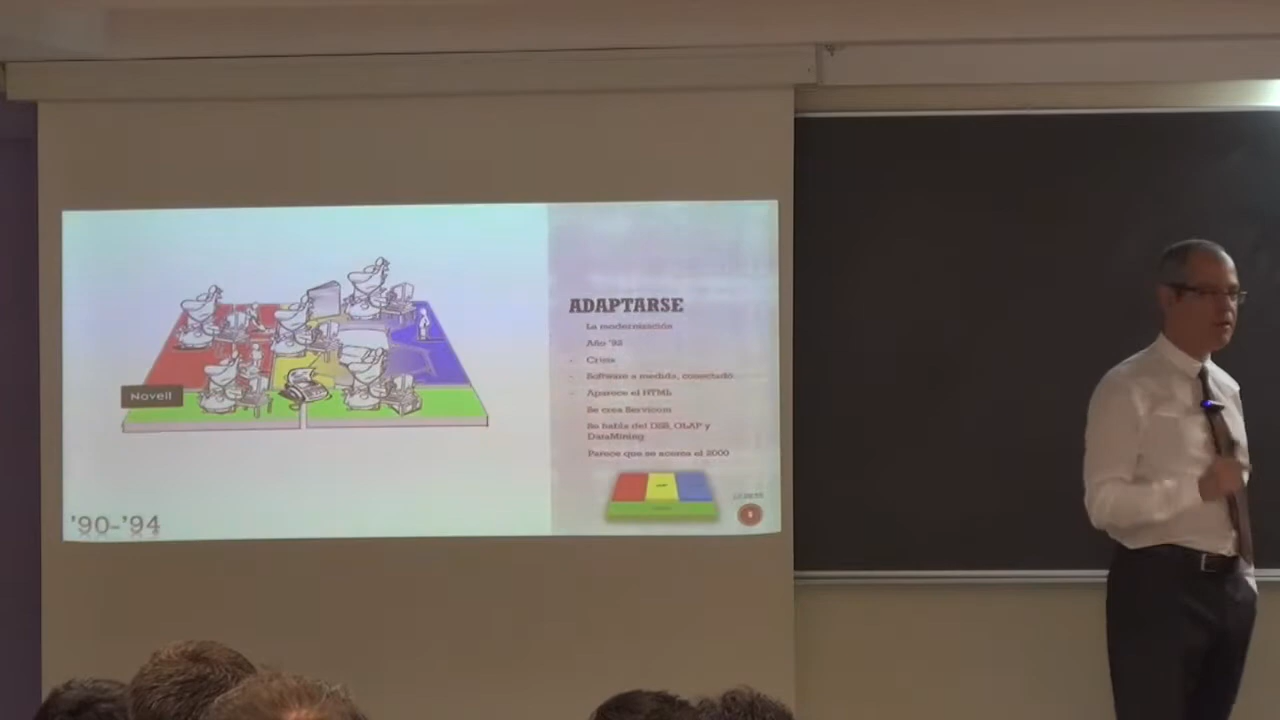 ADAPTARSE
La modernización
Año '93
- Crisis
- Software a medida, conectado
- Aparece el HTML
Se crea Servicom
Se habla del DSS, OLAP y
DataMining
Parece que se acerca el 2000
Novell
'90-'94